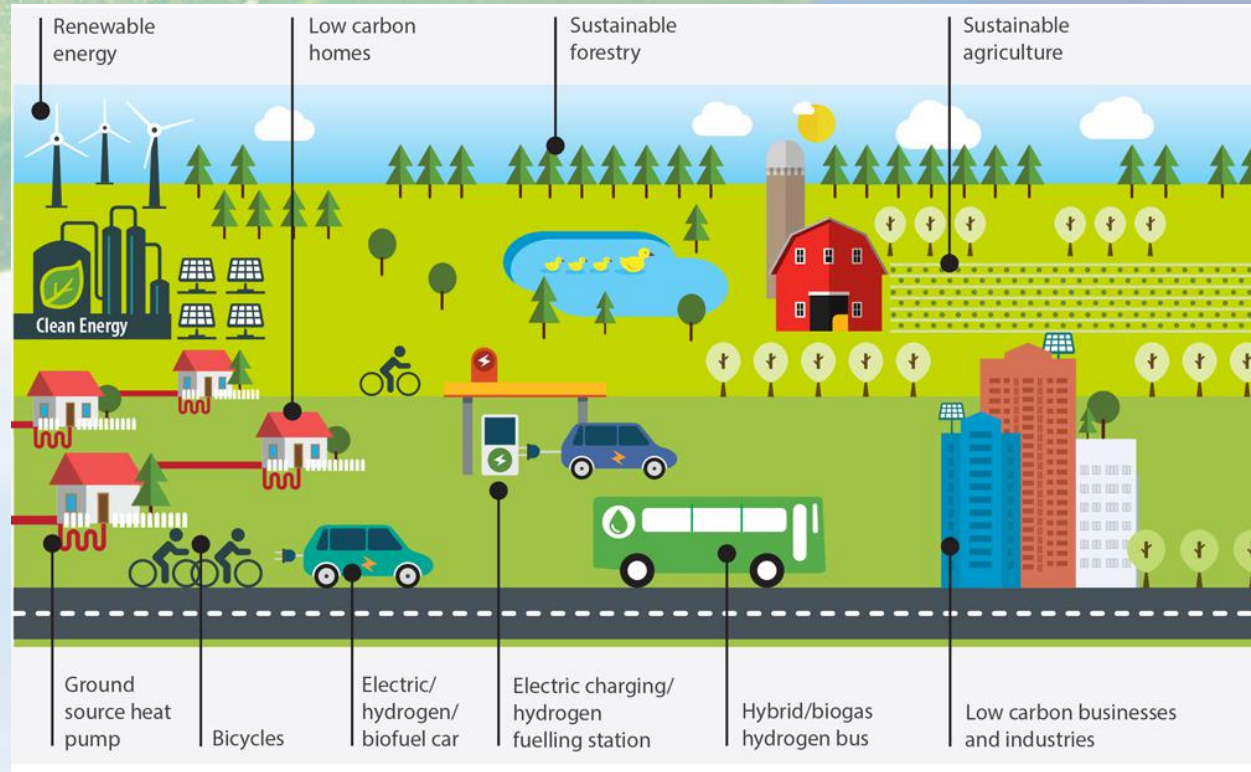 Renewable
energy
Low carbon
homes
Sustainable
forestry
Sustainable
agriculture
Clean Energy
Ground
source heat
pump
Bicycles
Electric/
hydrogen/
biofuel car
Electric charging/
hydrogen
fuelling station
Hybrid/biogas
hydrogen bus
Low carbon businesses
and industries